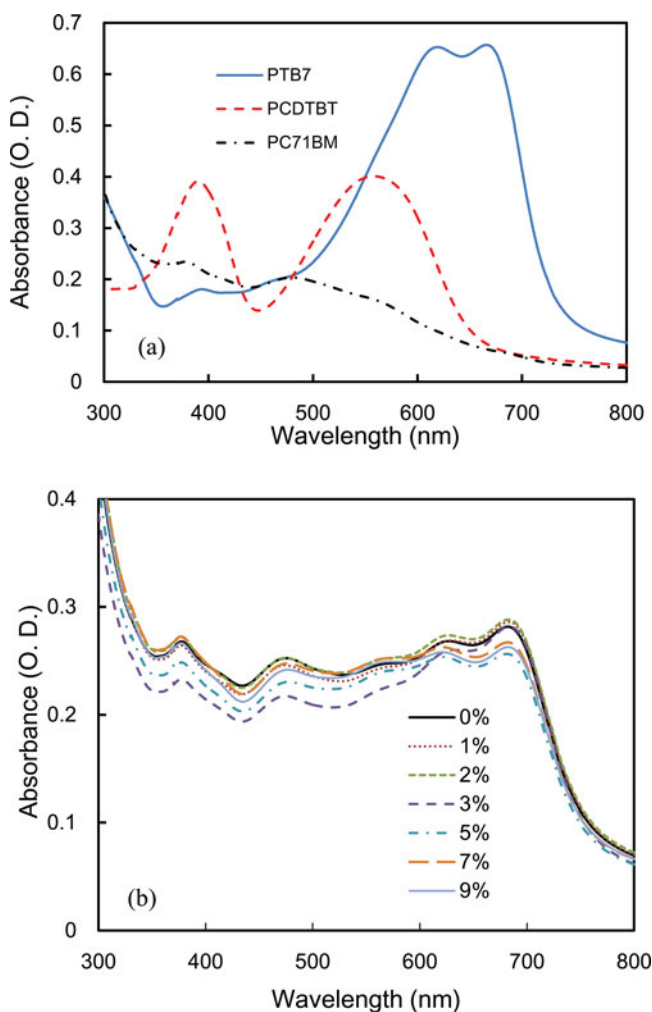 0.7
0.6
0.5
0.4
0.3
0.2
0.1
0
Absorbance (O. D.)
PTB7
PCDTBT
PC71BM
(a)
300 400 500 600 700 800
Wavelength (nm)
0.4
0.3
0.2
0.1
0
Absorbance (O. D.)
0%
1%
2%
3%
5%
7%
9%
(b)
300 400 500 600 700 800
Wavelength (nm)